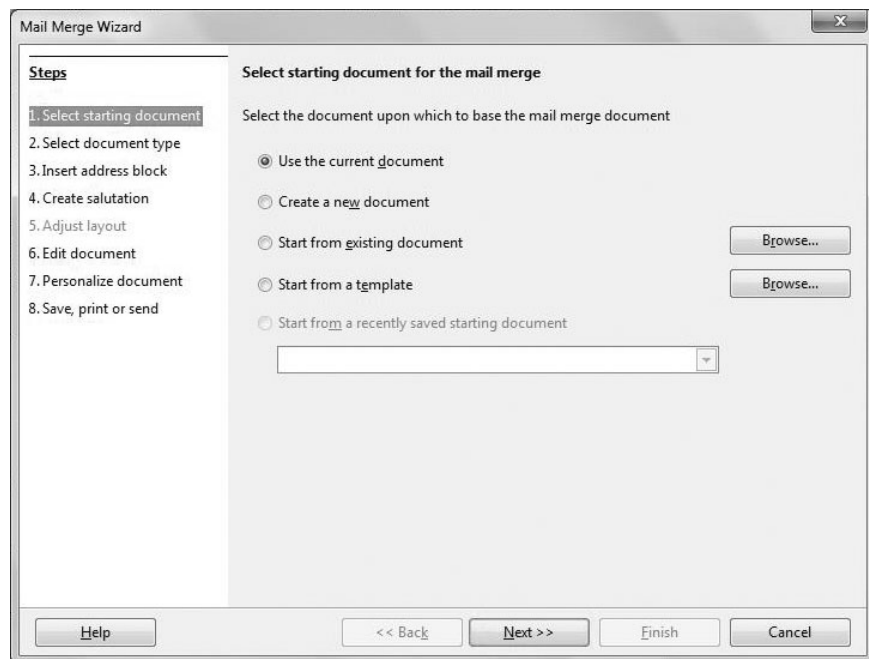 Mail Merge Wizard
X
Steps
1. Select starting document
2. Select document type
3. Insert address block
4. Create salutation
5. Adjust layout
6. Edit document
7. Personalize document
8. Save, print or send
Select starting document for the mail merge
Select the document upon which to base the mail merge document
Use the current document
Create a new document
Start from existing document
Browse...
Start from a template
Browse...
Start from a recently saved starting document
Help
<< Back
Next >>
Finish
Cancel